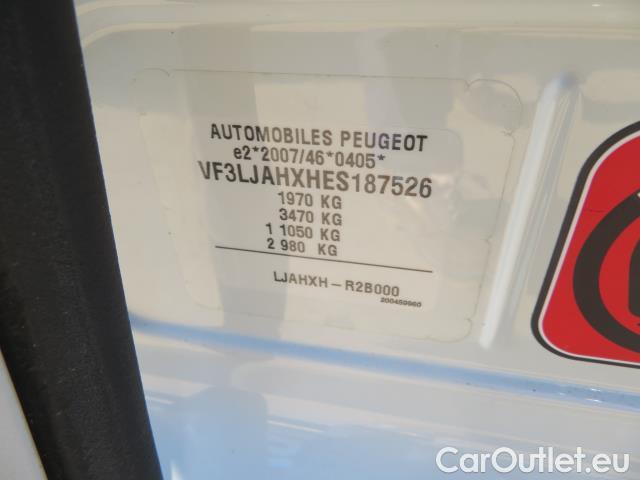 AUTOMOBILES PEUGEOT
e2*2007/46*0405*
VF3LJAHXHES187526
1970 KG
3470 KG
1 1050 KG
2 980 KG
LJAHXH-R2B000
200459960
CarOutlet.eu